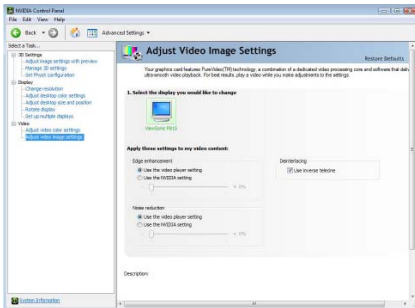 NVIDIA Control Panel
File Edit View Help
Back
Advanced Settings
Select a Task...
3D Settings
Adjust image settings with preview
Manage 3D settings
Set PhysX configuration
Display
Change resolution
Adjust desktop color settings
Adjust desktop size and position
Rotate display
Set up multiple displays
Video
Adjust video color settings
Adjust video image settings
System Information
Adjust Video Image Settings
Restore Defaults
Your graphics card features PureVideo(TM) technology, a combination of a dedicated video processing core and software that deliv
ultra-smooth video playback. For best results, play a video while you make adjustments to the settings.
1. Select the display you would like to change
Apply these settings to my video content:
Edge enhancement
Use the video player setting
Use the NVIDIA setting
0%
Deinterlacing
Use inverse telecine
Noise reduction
Use the video player setting
Use the NVIDIA setting
0%
Description: